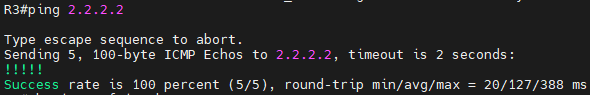 R3#ping 2.2.2.2
Type escape sequence to abort.
Sending 5, 100-byte ICMP Echos to 2.2.2.2, timeout is 2 seconds:
!!!!!
Success rate is 100 percent (5/5), round-trip min/avg/max = 20/127/388 ms